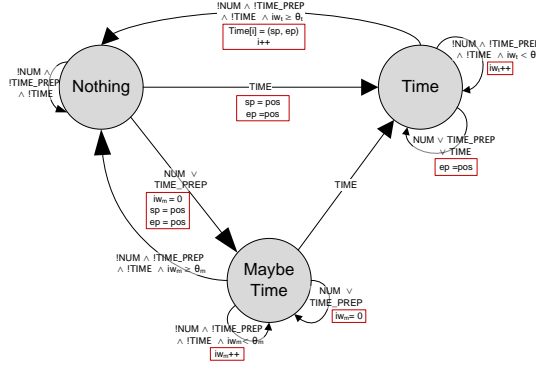 !NUM ∧ !TIME_PREP
∧ !TIME ∧ iwₜ ≥ θₜ
Time[i] = (sp, ep)
i++
!NUM ∧
!TIME_PREP
∧ !TIME
Nothing
TIME
sp = pos
ep =pos
Time
!NUM ∧ !TIME_PREP
∧ !TIME ∧ iwₜ < θₜ
iwₜ++
NUM ∨ TIME_PREP
∨ TIME
ep =pos
NUM ∨
TIME_PREP
iwₘ = 0
sp = pos
ep = pos
TIME
!NUM ∧ !TIME_PREP
∧ !TIME ∧ iwₘ ≥ θₘ
Maybe
Time
NUM ∨
TIME_PREP
iwₘ= 0
!NUM ∧ !TIME_PREP
∧ !TIME ∧ iwₘ< θₘ
iwₘ++